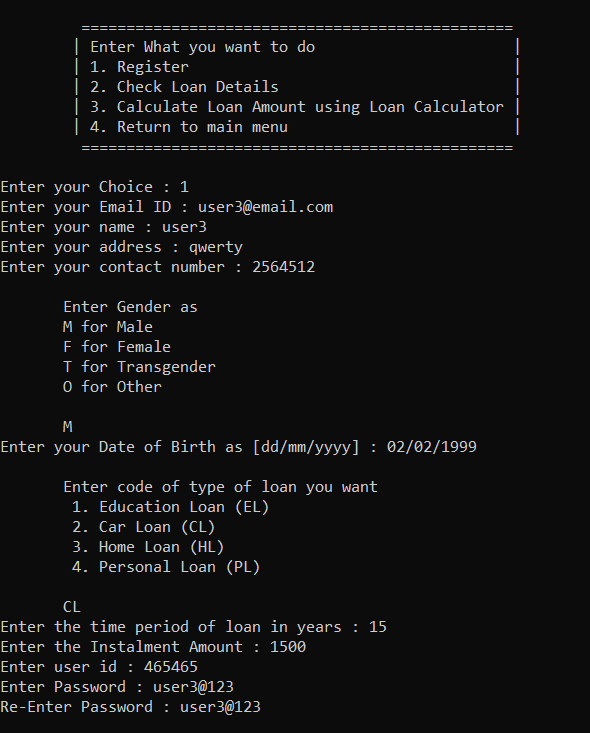 ================================================
| Enter What you want to do |
| 1. Register |
| 2. Check Loan Details |
| 3. Calculate Loan Amount using Loan Calculator |
| 4. Return to main menu |
================================================
Enter your Choice : 1
Enter your Email ID : user3@email.com
Enter your name : user3
Enter your address : qwerty
Enter your contact number : 2564512
Enter Gender as
M for Male
F for Female
T for Transgender
O for Other
M
Enter your Date of Birth as [dd/mm/yyyy] : 02/02/1999
Enter code of type of loan you want
1. Education Loan (EL)
2. Car Loan (CL)
3. Home Loan (HL)
4. Personal Loan (PL)
CL
Enter the time period of loan in years : 15
Enter the Instalment Amount : 1500
Enter user id : 465465
Enter Password : user3@123
Re-Enter Password : user3@123